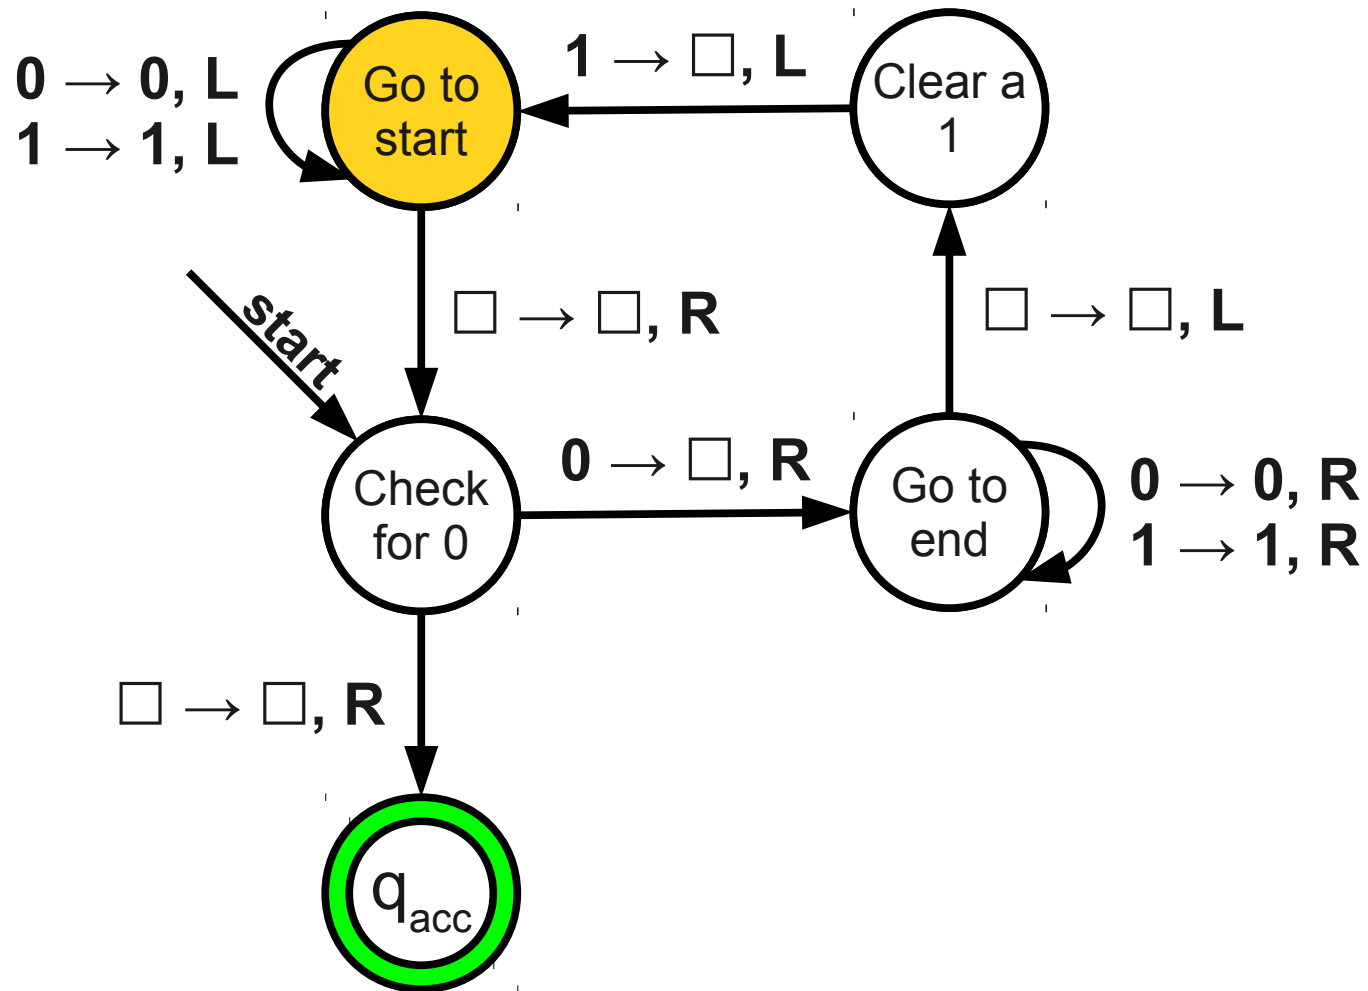 0 → 0, L
1 → 1, L
Go to
start
1 → □, L
Clear a
1
start
□ → □, R
□ → □, L
Check
for 0
0 → □, R
Go to
end
0 → 0, R
1 → 1, R
□ → □, R
q_acc